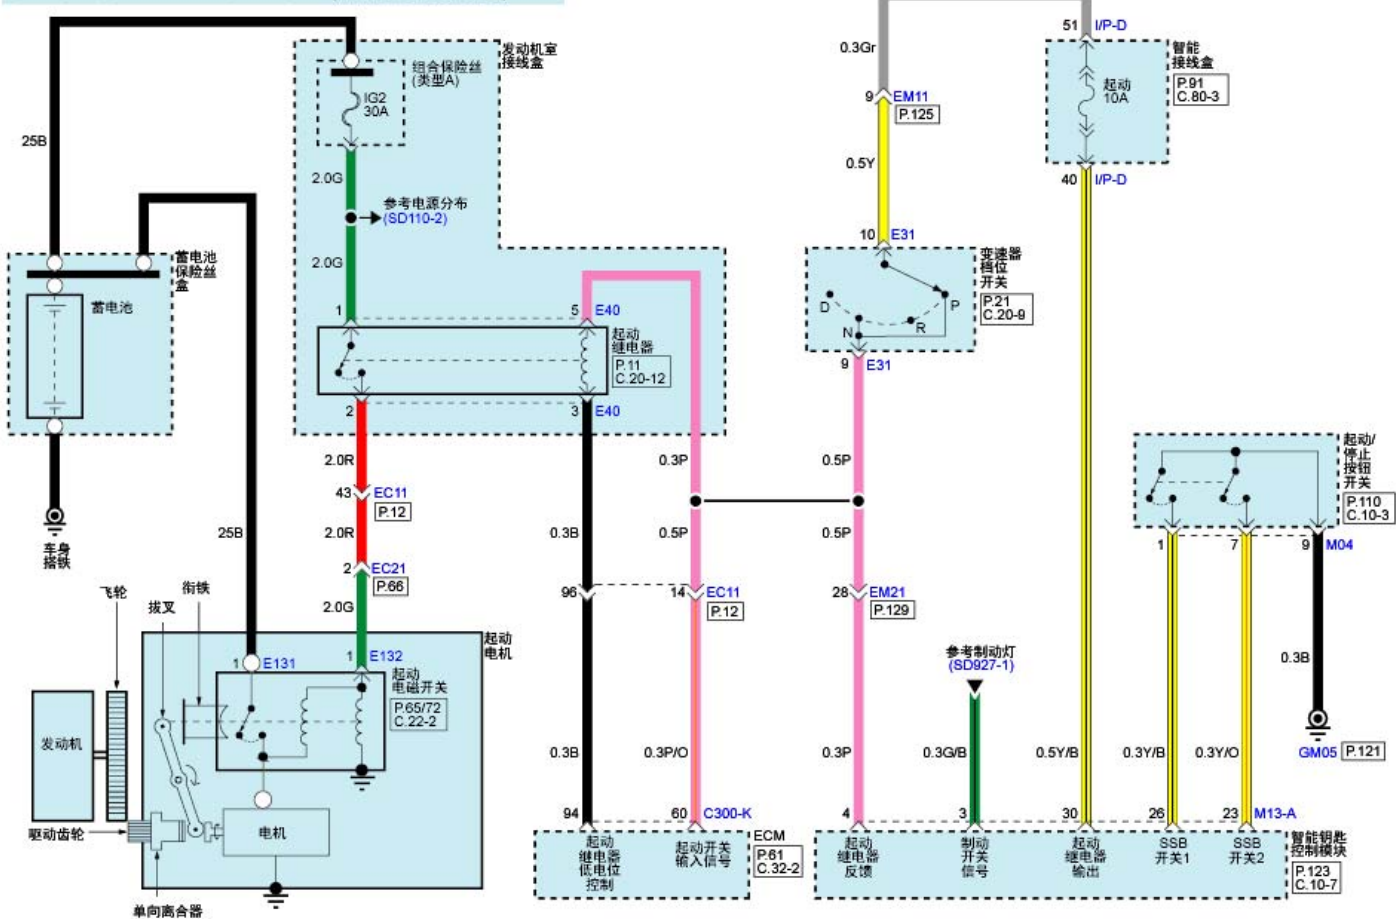 51 I/P-D
智能
接线盒
P.91
C.80-3
起动
10A
40 I/P-D
发动机室
接线盒
组合保险丝
(类型A)
IG2
30A
25B
2.0G
参考电源分布
(SD110-2)
2.0G
0.3Gr
9 EM11
P.125
0.5Y
10 E31
变速器
档位
开关
P.21
C.20-9
D
P
N
R
9 E31
蓄电池
保险丝
盒
蓄电池
1
5 E40
起动
继电器
P.11
C.20-12
2
3 E40
2.0R
0.3P
0.5P
43 EC11
P.12
25B
2.0R
0.3B
0.5P
0.5P
2 EC21
P.66
2.0G
96
14 EC11
P.12
28 EM21
P.129
起动/
停止
按钮
开关
P.110
C.10-3
1
7
9 M04
0.3B
GM05 P.121
车身
搭铁
飞轮
衔铁
拔叉
起动
电机
1 E131
1 E132
起动
电磁开关
P.65/72
C.22-2
发动机
驱动齿轮
电机
单向离合器
参考制动灯
(SD927-1)
0.3B
0.3P/O
0.3P
0.3G/B
0.5Y/B
0.3Y/B
0.3Y/O
94
60 C300-K
4
3
30
26
23 M13-A
起动
继电器
低电位
控制
起动开关
输入信号
ECM
P.61
C.32-2
起动
继电器
反馈
制动
开关
信号
起动
继电器
输出
SSB
开关1
SSB
开关2
智能钥匙
控制模块
P.123
C.10-7